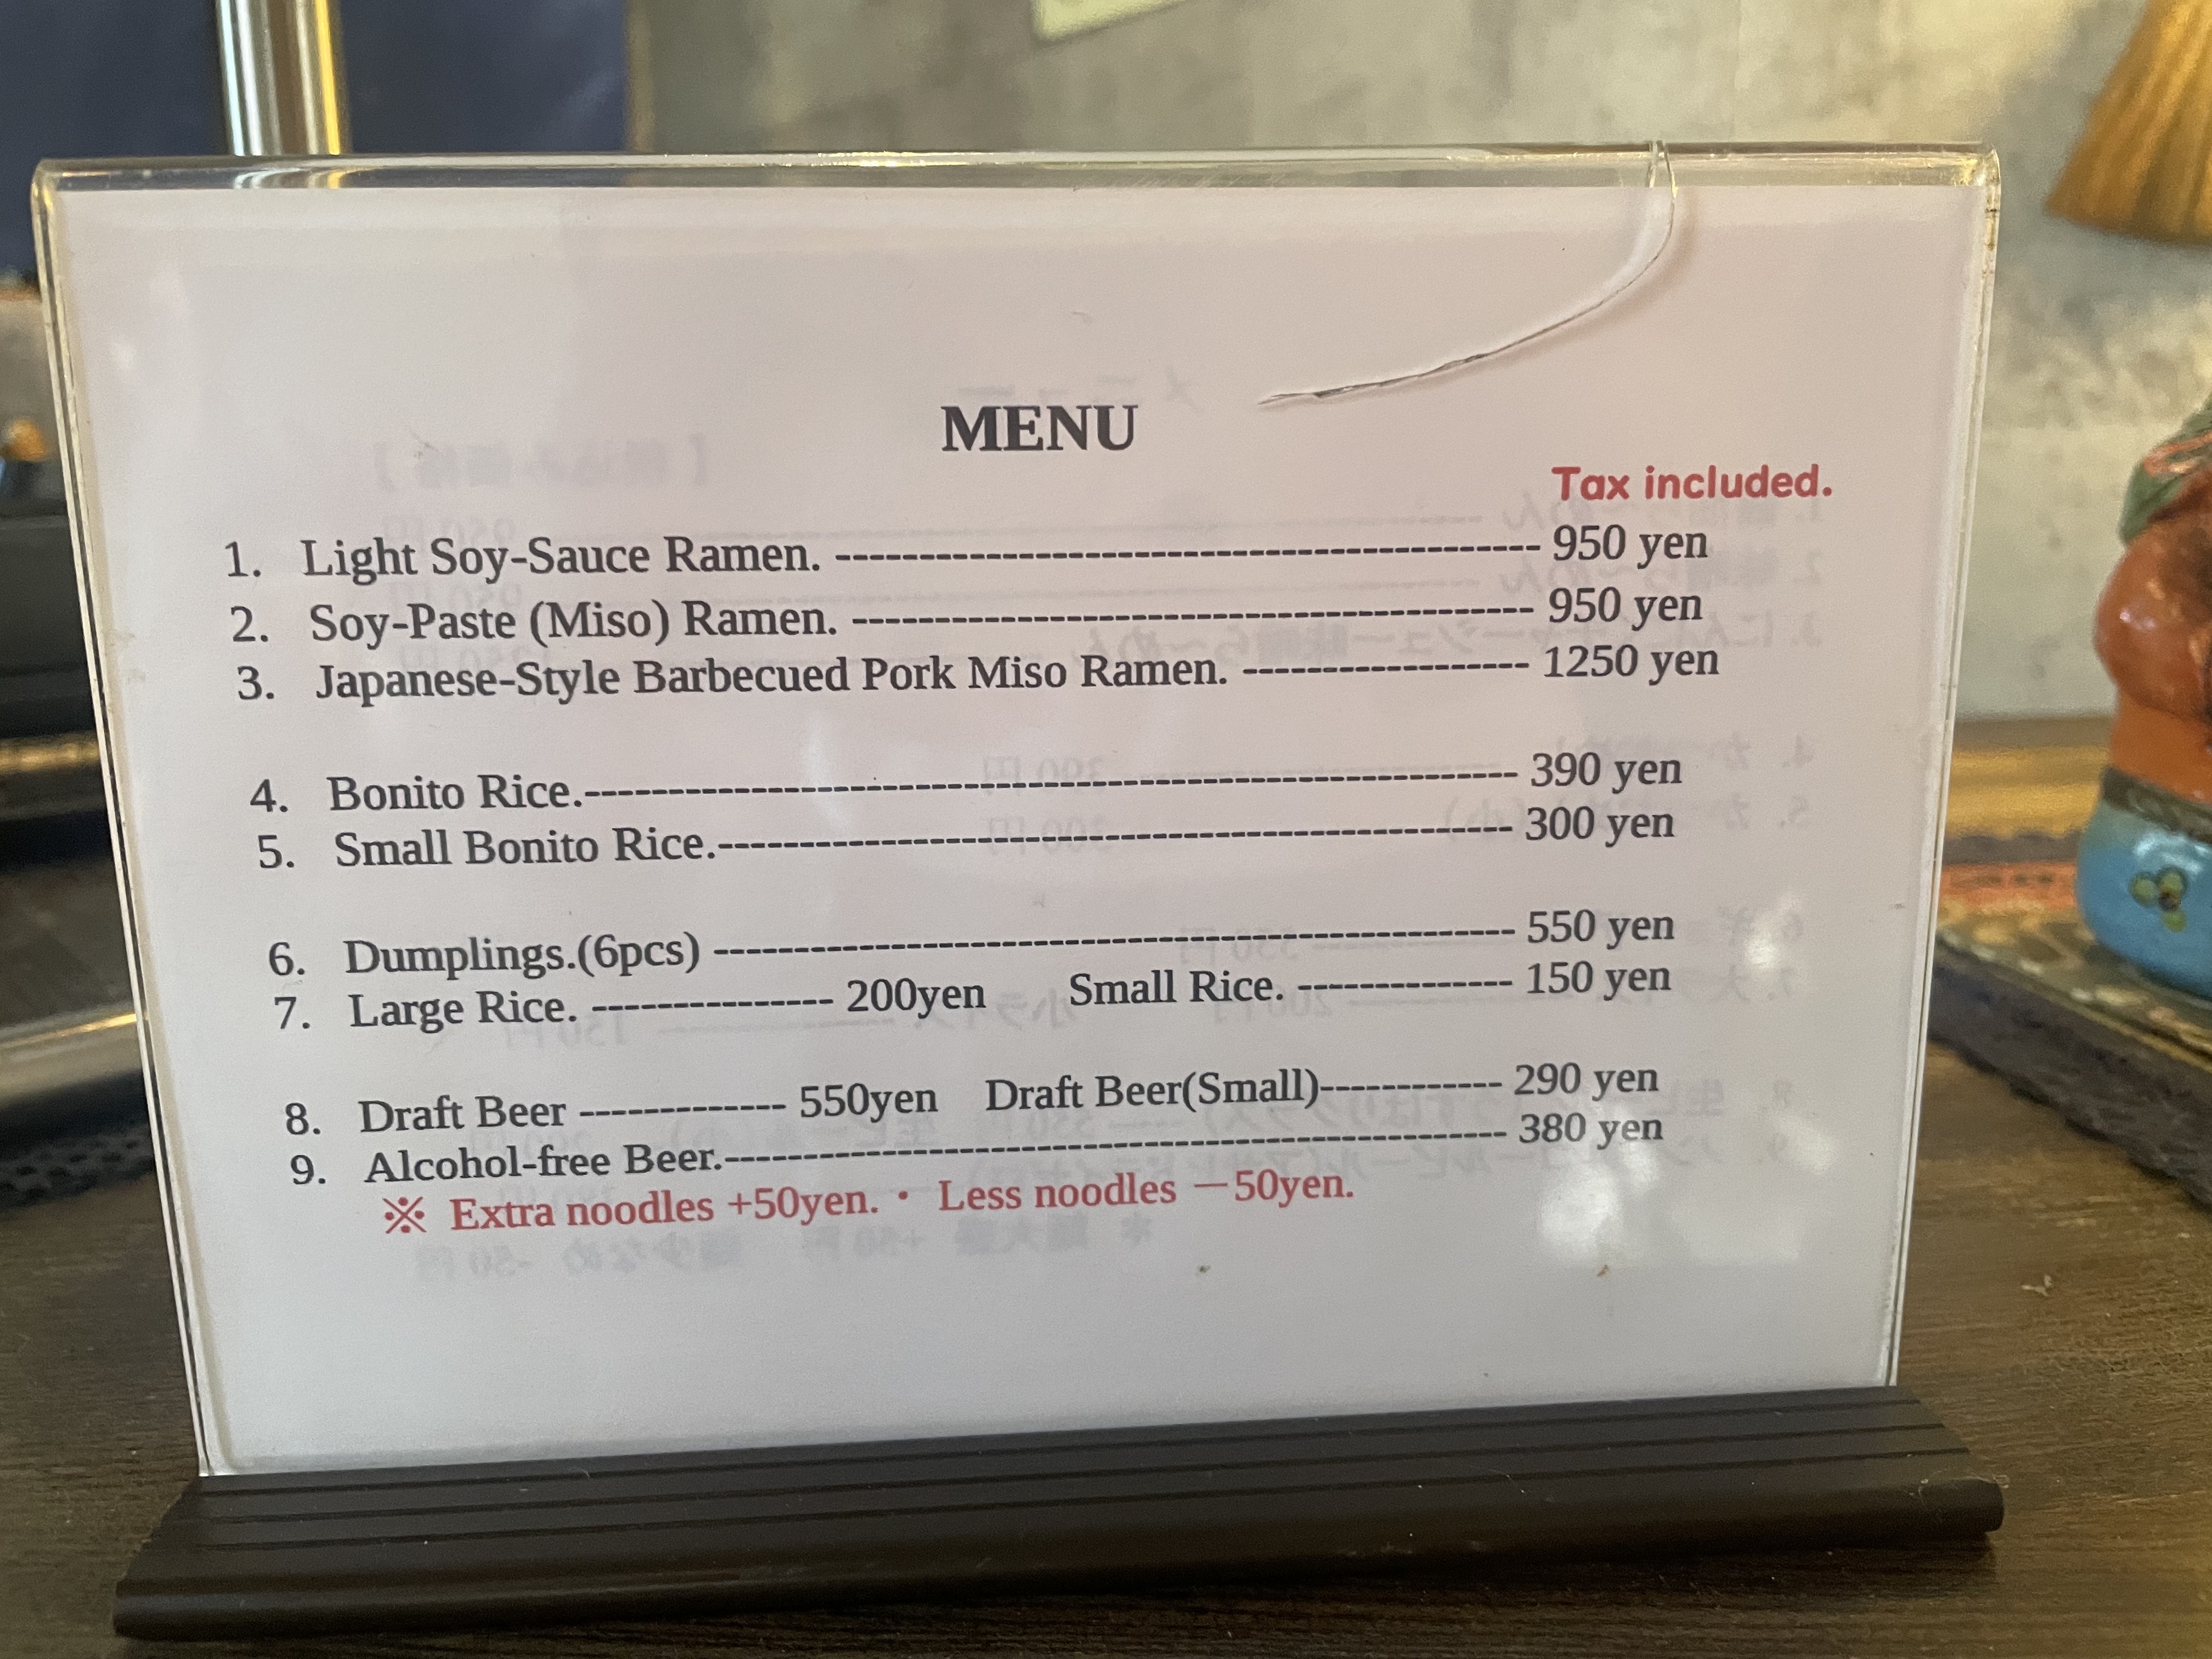 MENU
Tax included.
1. Light Soy-Sauce Ramen. ------------------------------------------ 950 yen
2. Soy-Paste (Miso) Ramen. ---------------------------------------- 950 yen
3. Japanese-Style Barbecued Pork Miso Ramen. ----------------- 1250 yen
4. Bonito Rice.-------------------------------------------------------- 390 yen
5. Small Bonito Rice.----------------------------------------------- 300 yen
6. Dumplings.(6pcs) ----------------------------------------------- 550 yen
7. Large Rice. --------------- 200yen Small Rice. ------------- 150 yen
8. Draft Beer ------------- 550yen Draft Beer(Small)------------ 290 yen
9. Alcohol-free Beer.------------------------------------------------ 380 yen
※ Extra noodles +50yen.・ Less noodles －50yen.